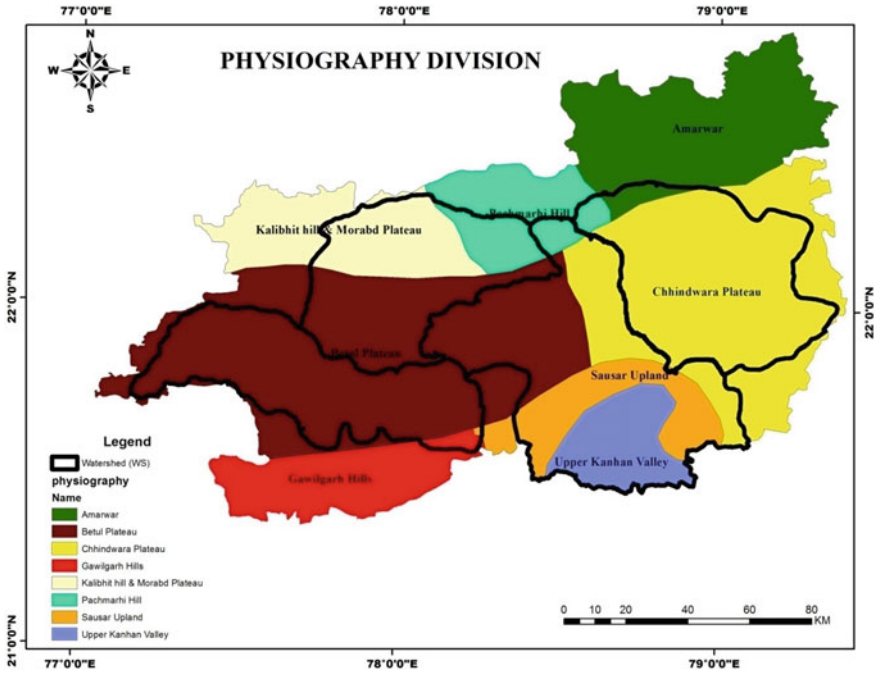 77°0'0"E
78°0'0"E
79°0'0"E
N
W
E
S
PHYSIOGRAPHY DIVISION
Amarwar
Pachmarhi Hill
Kalibhit hill & Morabd Plateau
22°0'0"N
Chhindwara Plateau
22°0'0"N
Betul Plateau
Sausar Upland
Upper Kanhan Valley
Gawilgarh Hills
Legend
Watershed (WS)
physiography
Name
Amarwar
Betul Plateau
Chhindwara Plateau
Gawilgarh Hills
Kalibhit hill & Morabd Plateau
Pachmarhi Hill
Sausar Upland
Upper Kanhan Valley
0 10 20 40 60 80
KM
21°0'0"N
77°0'0"E
78°0'0"E
79°0'0"E